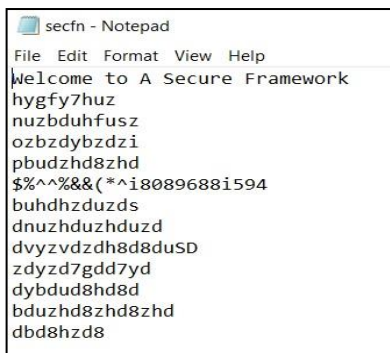 secfn - Notepad
File Edit Format View Help
Welcome to A Secure Framework
hygfy7huz
nuzbduhfusz
ozbzdybzdzi
pbudzhd8zhd
$%^^%&&(*^i8089688i594
buhdhzduzds
dnuzhduzhduzd
dvyzvdzdh8d8duSD
zdyzd7gdd7yd
dybdud8hd8d
bduzhd8zhd8zhd
dbd8hzd8